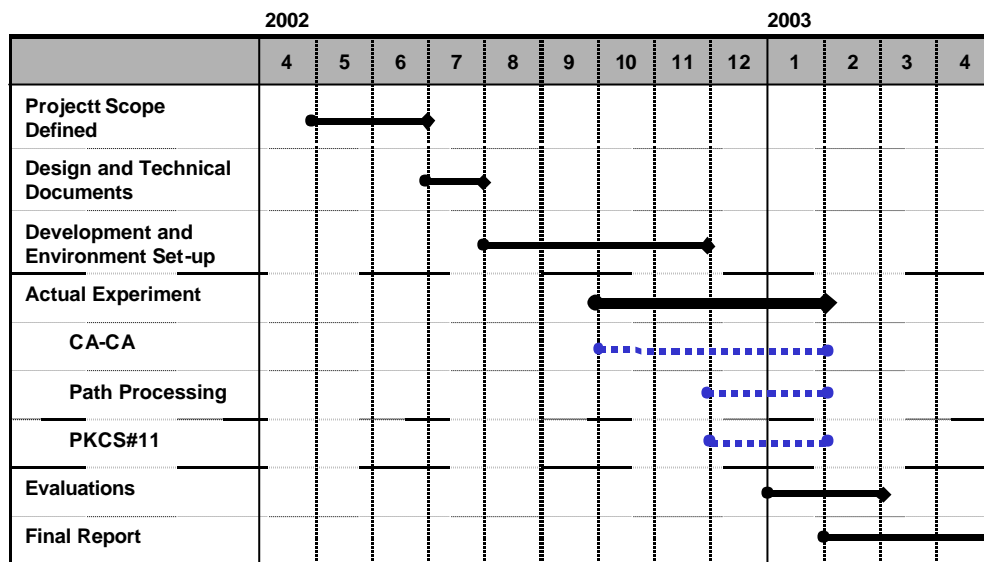 2002 2003
4 5 6 7 8 9 10 11 12 1 2 3 4
Projectt Scope
Defined
Design and Technical
Documents
Development and
Environment Set-up
Actual Experiment
CA-CA
Path Processing
PKCS#11
Evaluations
Final Report